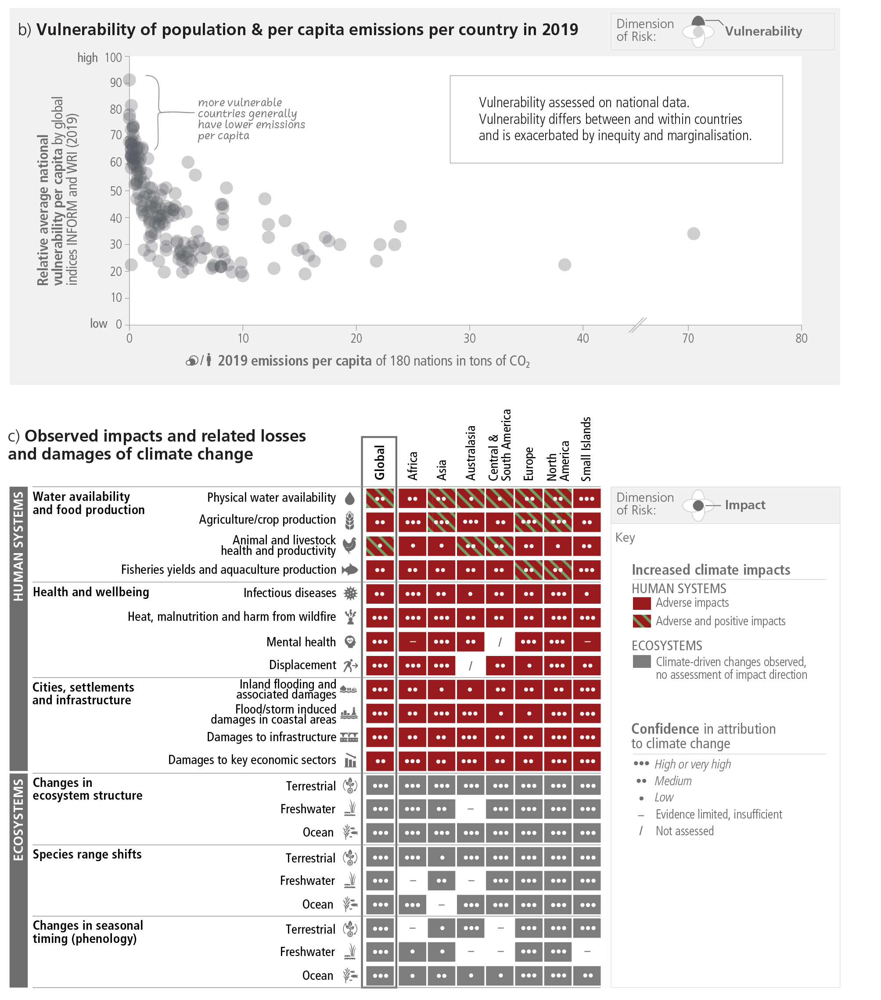 b) Vulnerability of population & per capita emissions per country in 2019
Dimension
of Risk:
Vulnerability
high 100
90
80
70
60
50
40
30
20
10
low 0
Relative average national
vulnerability per capita by global
indices INFORM and WRI (2019)
more vulnerable
countries generally
have lower emissions
per capita
Vulnerability assessed on national data.
Vulnerability differs between and within countries
and is exacerbated by inequity and marginalisation.
0 10 20 30 40 70 80
/ 2019 emissions per capita of 180 nations in tons of CO₂
c) Observed impacts and related losses
and damages of climate change
Global
Africa
Asia
Australasia
Central &
South America
Europe
North
America
Small Islands
HUMAN SYSTEMS
Water availability
and food production
Physical water availability
Agriculture/crop production
Animal and livestock
health and productivity
Fisheries yields and aquaculture production
Health and wellbeing
Infectious diseases
Heat, malnutrition and harm from wildfire
Mental health
– / –
Displacement
/
Cities, settlements
and infrastructure
Inland flooding and
associated damages
Flood/storm induced
damages in coastal areas
Damages to infrastructure
Damages to key economic sectors
ECOSYSTEMS
Changes in
ecosystem structure
Terrestrial
Freshwater
–
Ocean
Species range shifts
Terrestrial
Freshwater
– –
Ocean
–
Changes in seasonal
timing (phenology)
Terrestrial
– –
Freshwater
– – –
Ocean
Dimension
of Risk:
Impact
Key
Increased climate impacts
HUMAN SYSTEMS
Adverse impacts
Adverse and positive impacts
ECOSYSTEMS
Climate-driven changes observed,
no assessment of impact direction
Confidence in attribution
to climate change
••• High or very high
•• Medium
• Low
– Evidence limited, insufficient
/ Not assessed